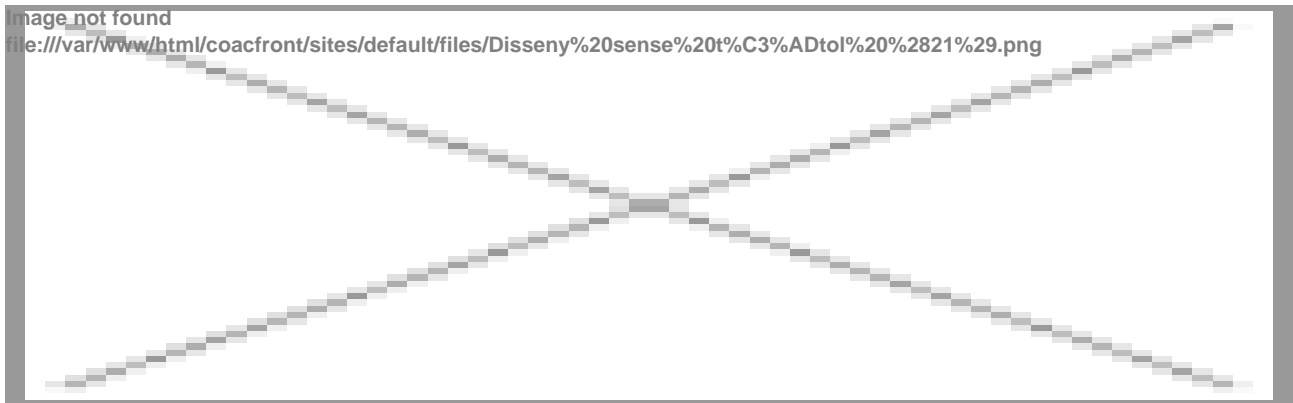 Image not found
file:///var/www/html/coacfront/sites/default/files/Disseny%20sense%20t%C3%ADtol%20%2821%29.png